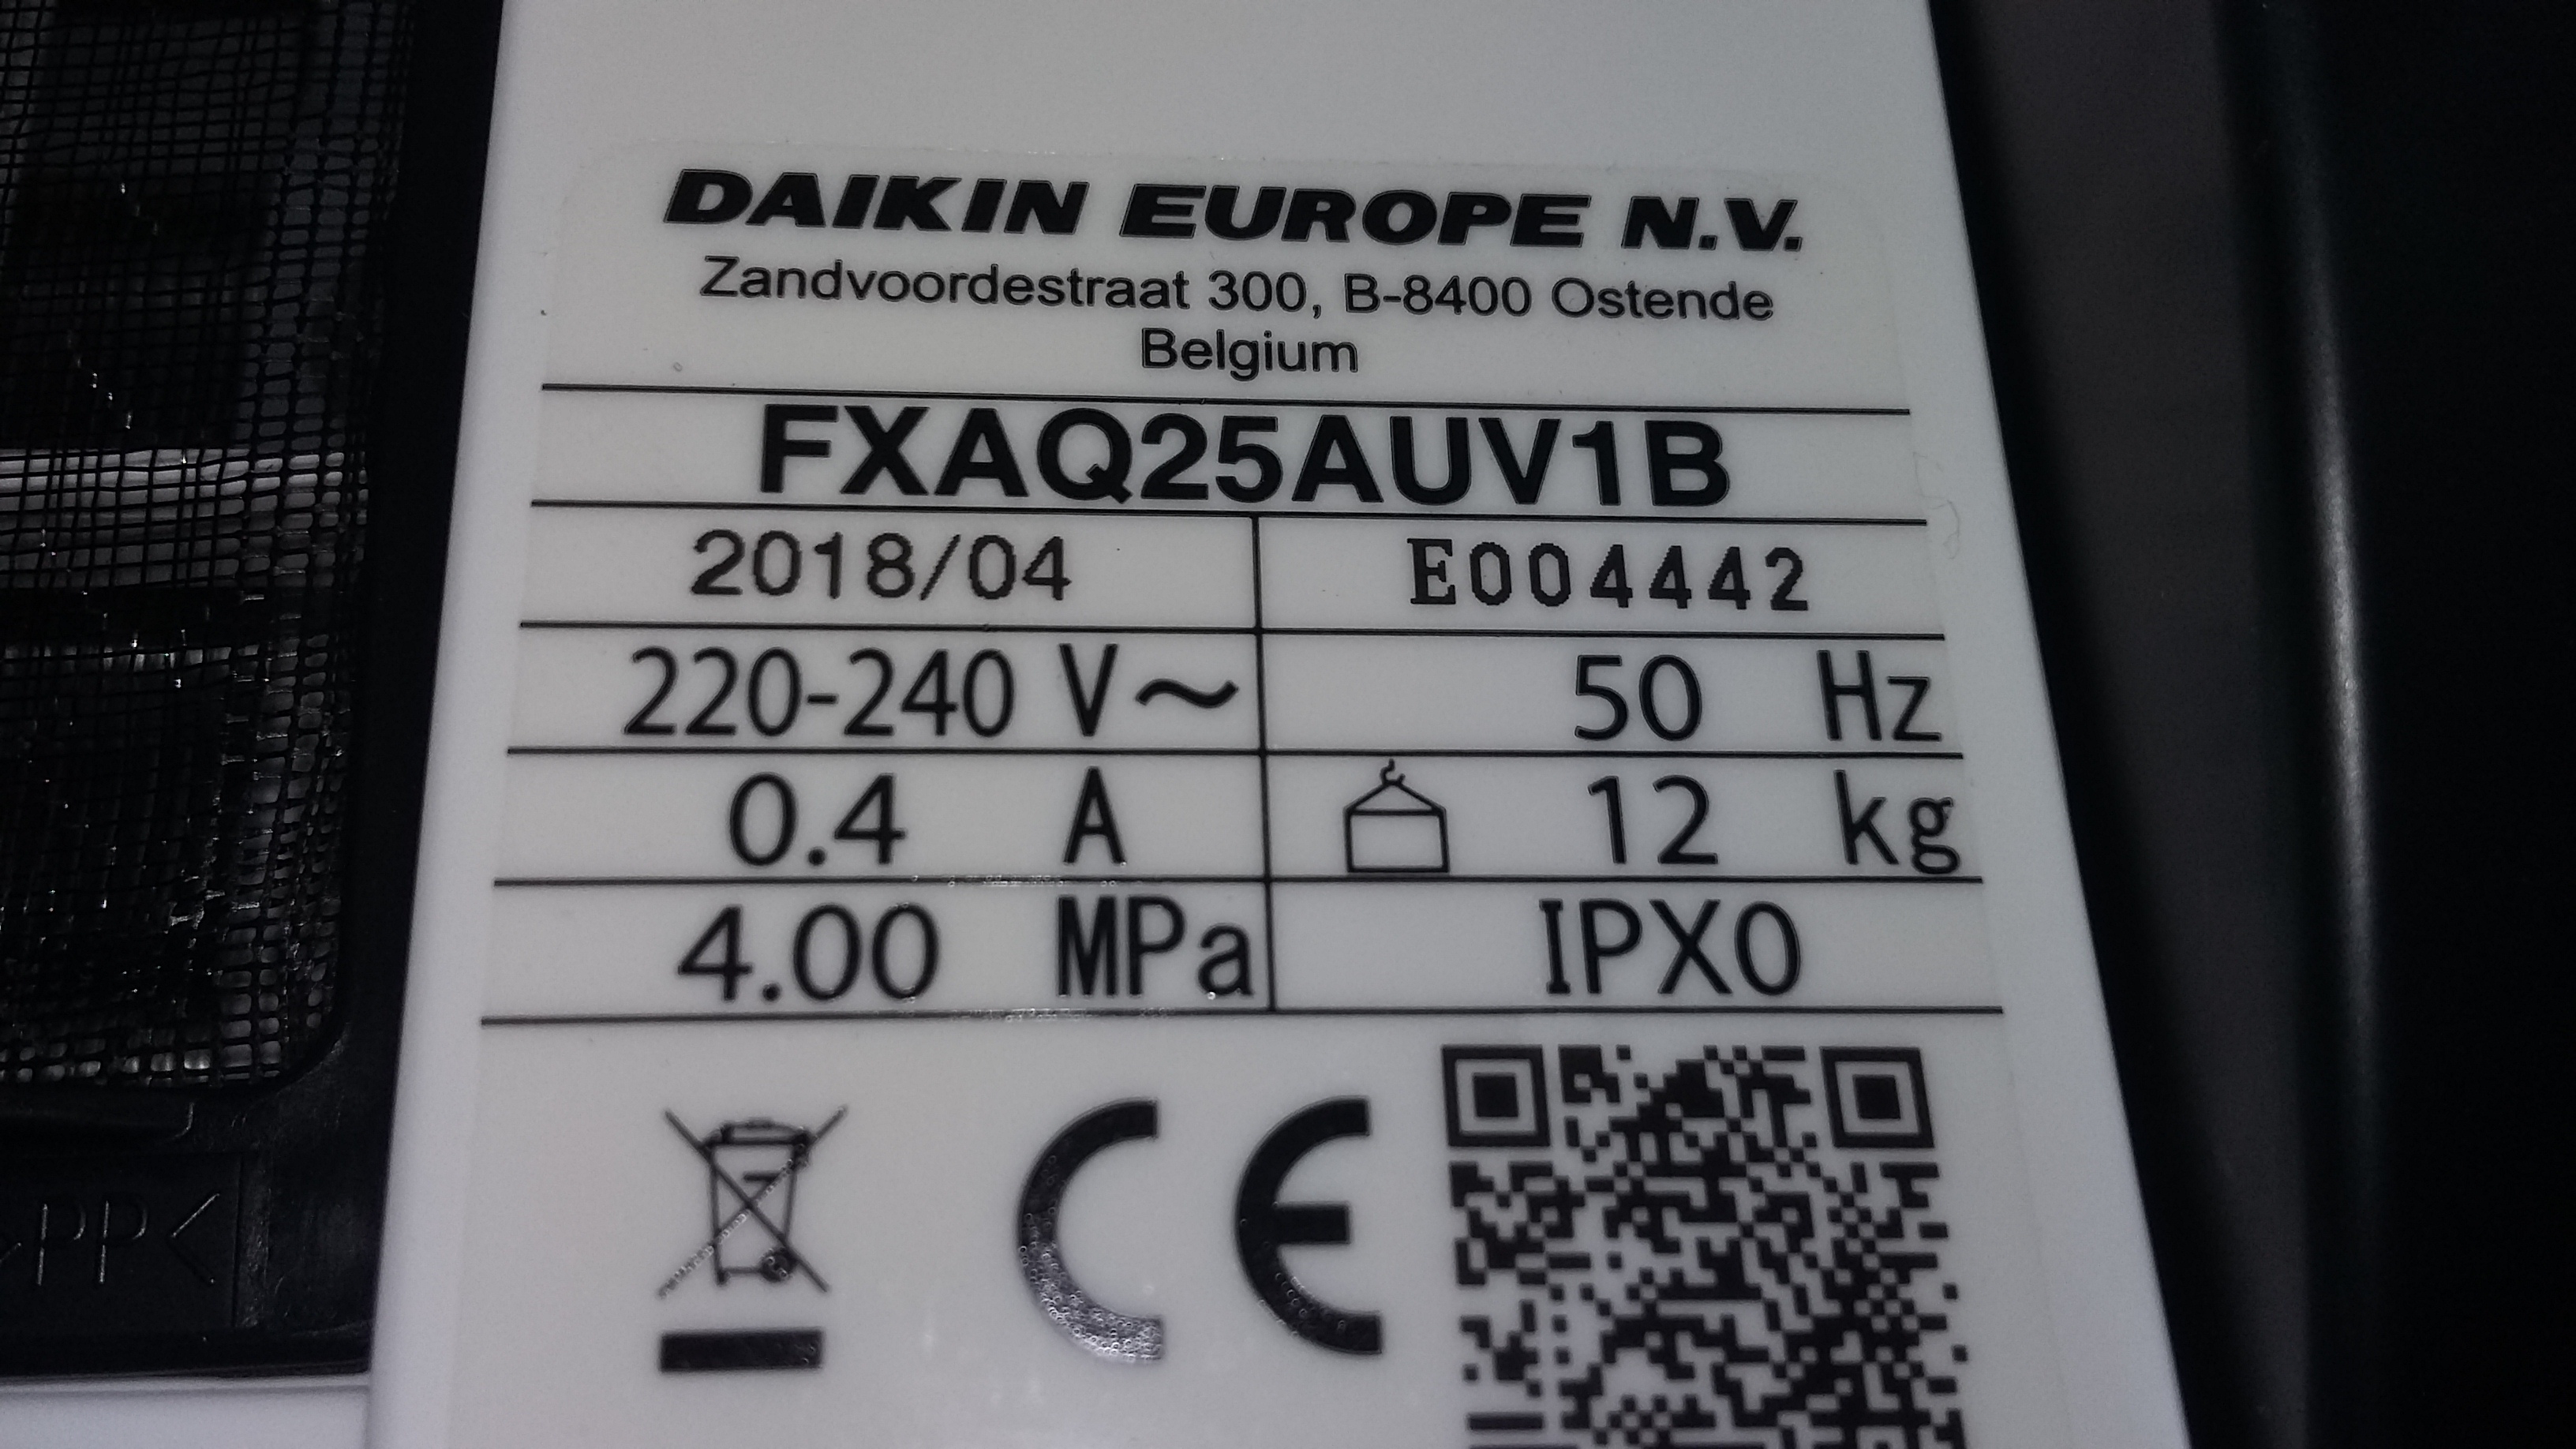 DAIKIN EUROPE N.V.
Zandvoordestraat 300, B-8400 Ostende
Belgium
FXAQ25AUV1B
2018/04 E004442
220-240 V~ 50 Hz
0.4 A 12 kg
4.00 MPa IPX0
CE
>PP<